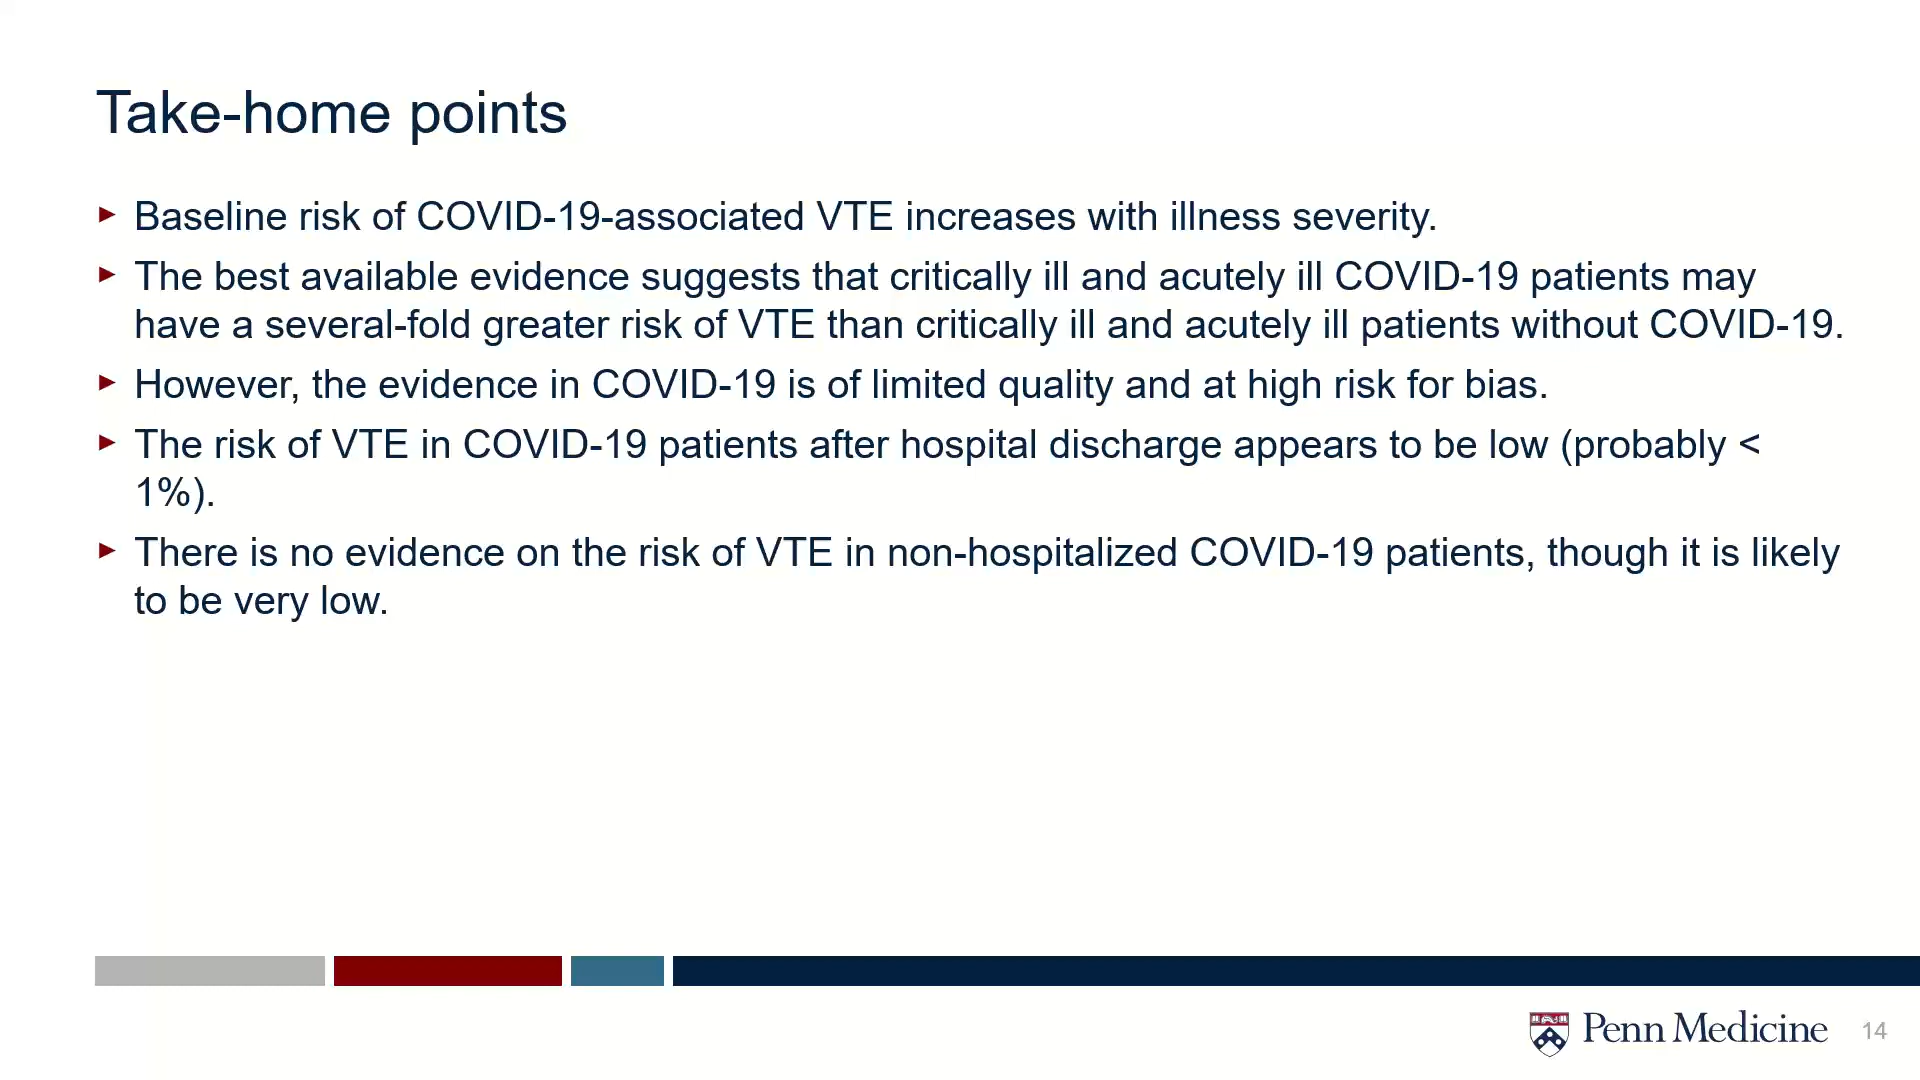 Take-home points
Baseline risk of COVID-19-associated VTE increases with illness severity.
The best available evidence suggests that critically ill and acutely ill COVID-19 patients may
have a several-fold greater risk of VTE than critically ill and acutely ill patients without COVID-19.
However, the evidence in COVID-19 is of limited quality and at high risk for bias.
The risk of VTE in COVID-19 patients after hospital discharge appears to be low (probably <
1%).
There is no evidence on the risk of VTE in non-hospitalized COVID-19 patients, though it is likely
to be very low.
Penn Medicine 14